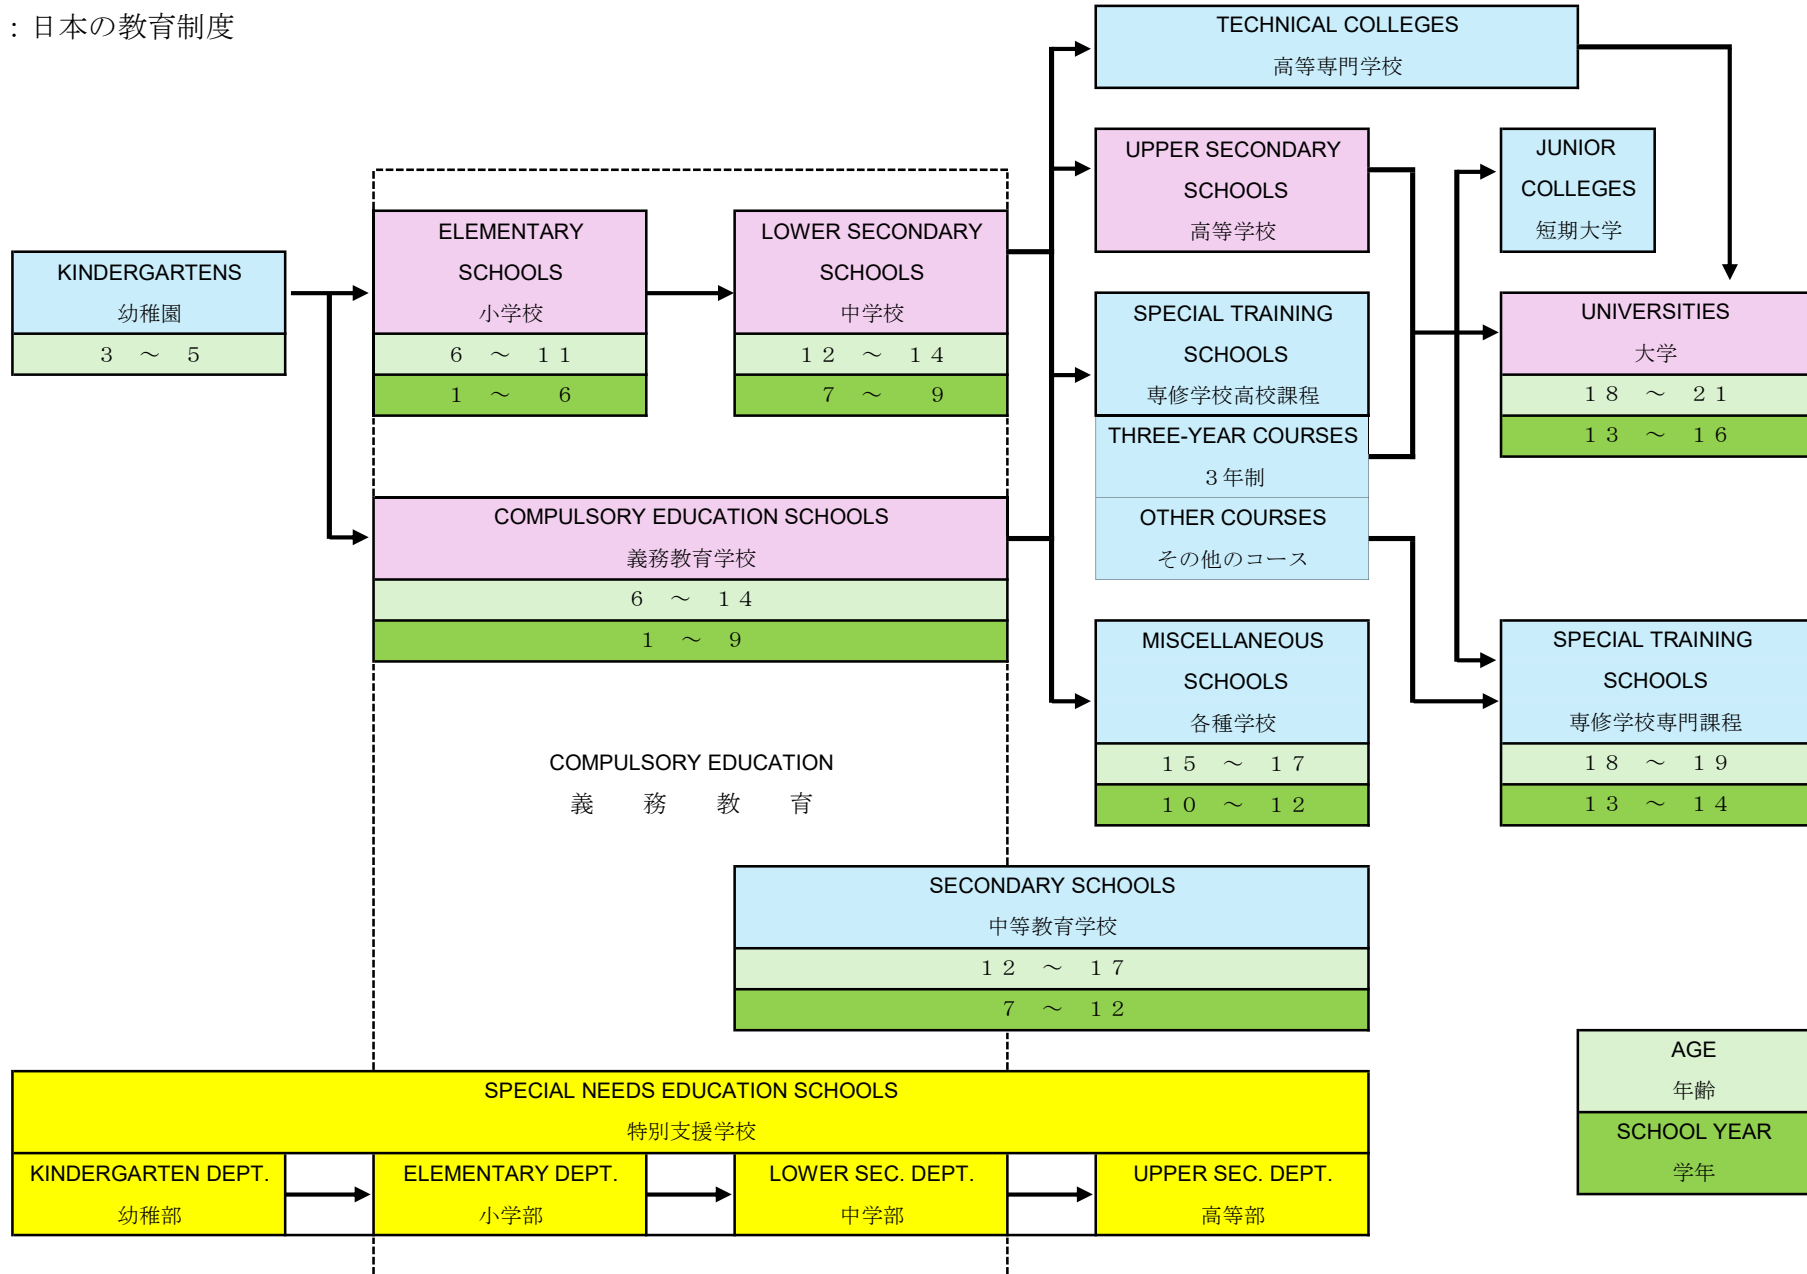 ：日本の教育制度
TECHNICAL COLLEGES
高等専門学校
UPPER SECONDARY
SCHOOLS
高等学校
JUNIOR
COLLEGES
短期大学
KINDERGARTENS
幼稚園
３　～　５
ELEMENTARY
SCHOOLS
小学校
６　～　１１
１　～　６
LOWER SECONDARY
SCHOOLS
中学校
１２　～　１４
７　～　９
SPECIAL TRAINING
SCHOOLS
専修学校高校課程
THREE-YEAR COURSES
３年制
OTHER COURSES
その他のコース
UNIVERSITIES
大学
１８　～　２１
１３　～　１６
COMPULSORY EDUCATION SCHOOLS
義務教育学校
６　～　１４
１　～　９
MISCELLANEOUS
SCHOOLS
各種学校
１５　～　１７
１０　～　１２
SPECIAL TRAINING
SCHOOLS
専修学校専門課程
１８　～　１９
１３　～　１４
COMPULSORY EDUCATION
義　務　教　育
SECONDARY SCHOOLS
中等教育学校
１２　～　１７
７　～　１２
AGE
年齢
SCHOOL YEAR
学年
SPECIAL NEEDS EDUCATION SCHOOLS
特別支援学校
KINDERGARTEN DEPT.
幼稚部
ELEMENTARY DEPT.
小学部
LOWER SEC. DEPT.
中学部
UPPER SEC. DEPT.
高等部